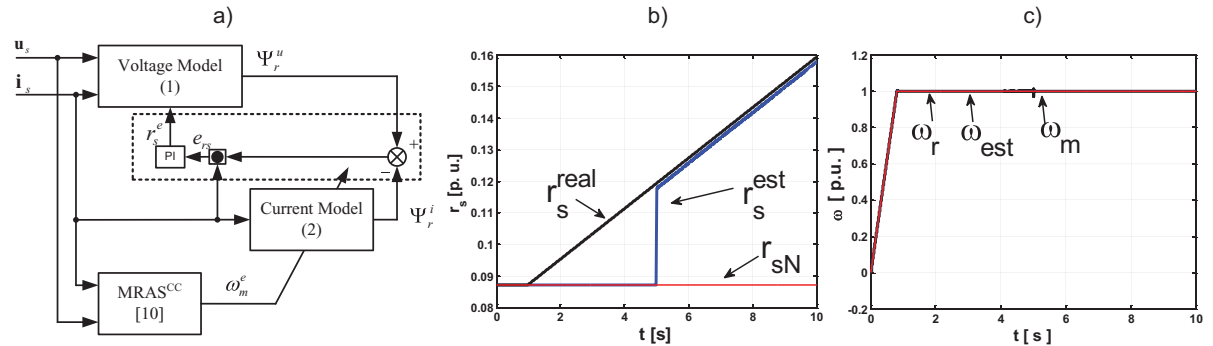 a)
u_s
i_s
Voltage Model
(1)
Ψ_r^u
r_s^e
e_rs
PI
+
−
Current Model
(2)
Ψ_r^i
MRAS^CC
[10]
ω_m^e
b)
r_s [p. u.]
0.16
0.15
0.14
0.13
0.12
0.11
0.1
0.09
0.08
r_s^real
r_s^est
r_sN
0 2 4 6 8 10
t [s]
c)
ω [ p.u.]
1.2
1
0.8
0.6
0.4
0.2
0
-0.2
ω_r
ω_est
ω_m
0 2 4 6 8 10
t [ s ]